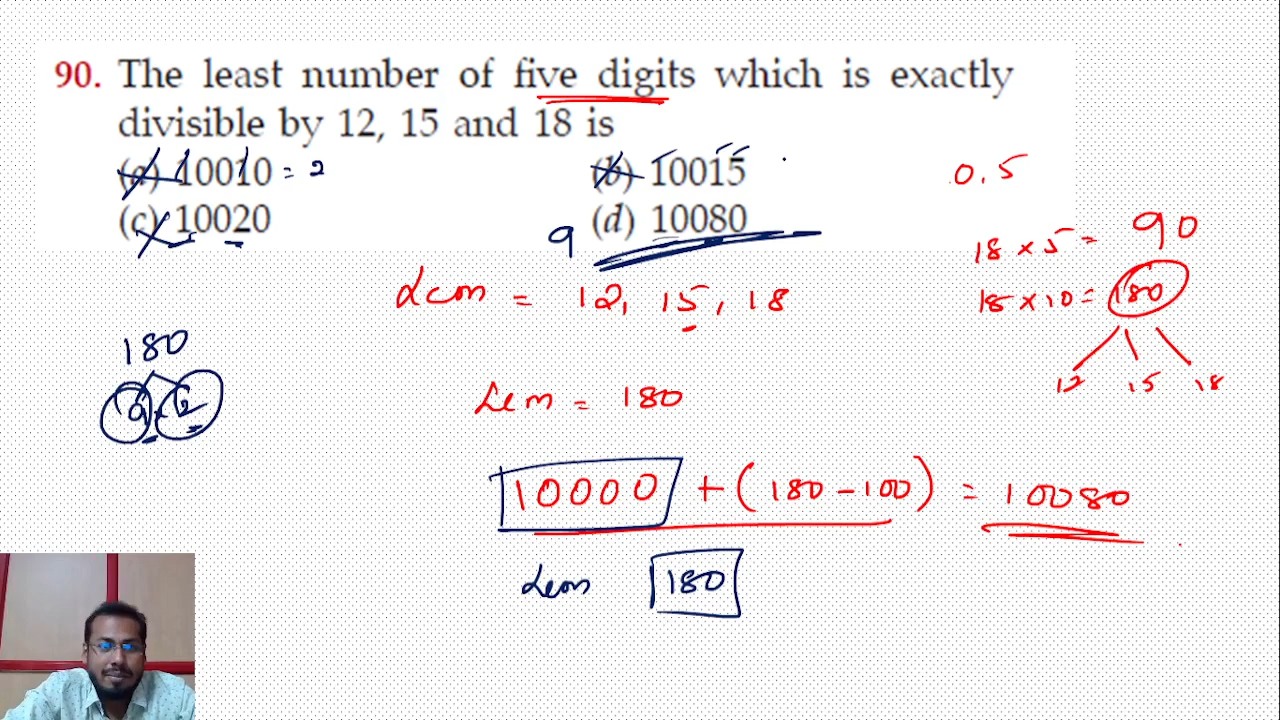 90. The least number of five digits which is exactly
divisible by 12, 15 and 18 is
(a) 10010 = 2
(b) 10015
(c) 10020
(d) 10080
0.5
9
18 × 5 = 90
18 × 10 = 180
12 15 18
Lcm = 12, 15, 18
180
9 × 2
Lcm = 180
10000 + (180 - 100) = 10080
Lcm 180